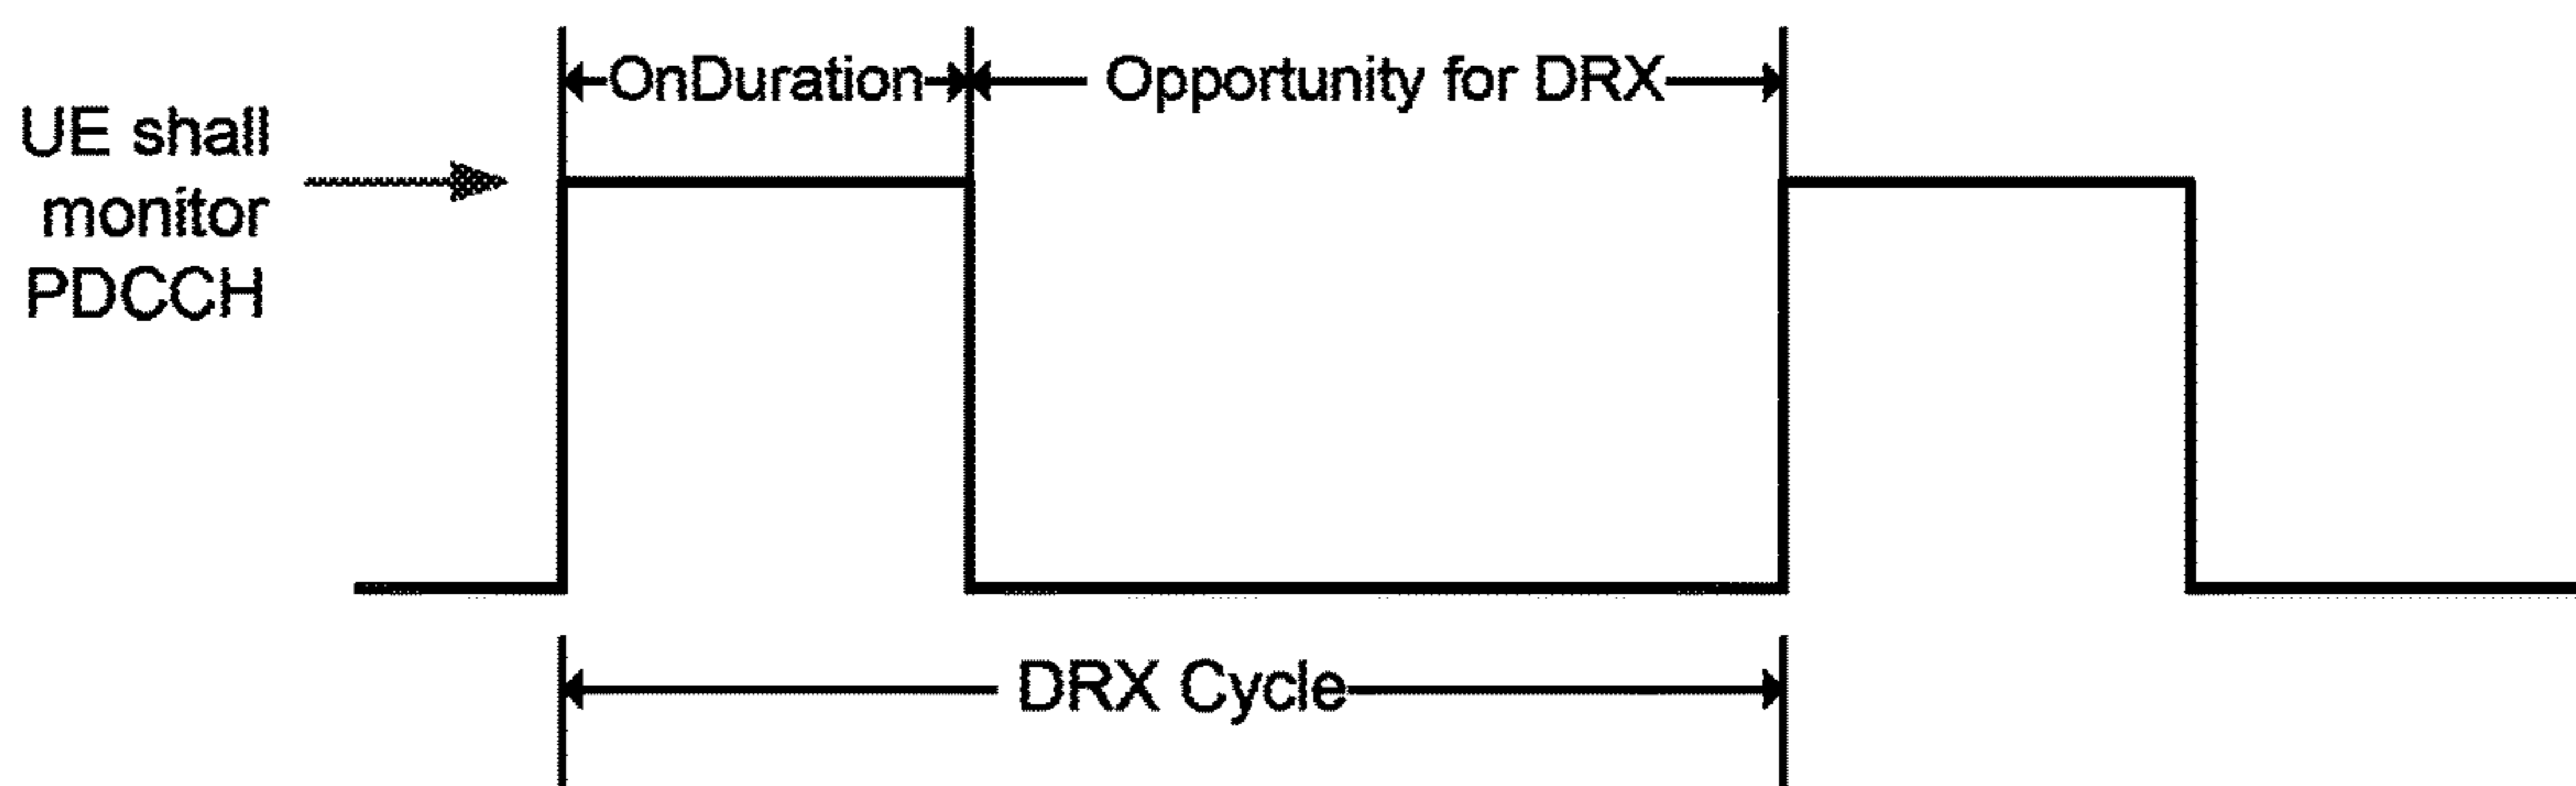 OnDuration
Opportunity for DRX
UE shall
monitor
PDCCH
DRX Cycle